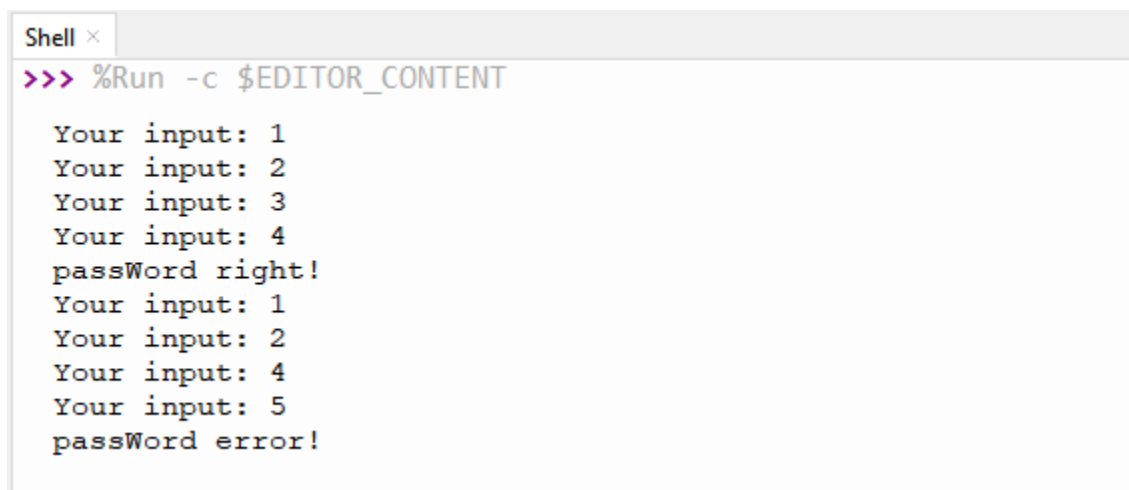 Shell ×
>>> %Run -c $EDITOR_CONTENT
Your input: 1
Your input: 2
Your input: 3
Your input: 4
passWord right!
Your input: 1
Your input: 2
Your input: 4
Your input: 5
passWord error!